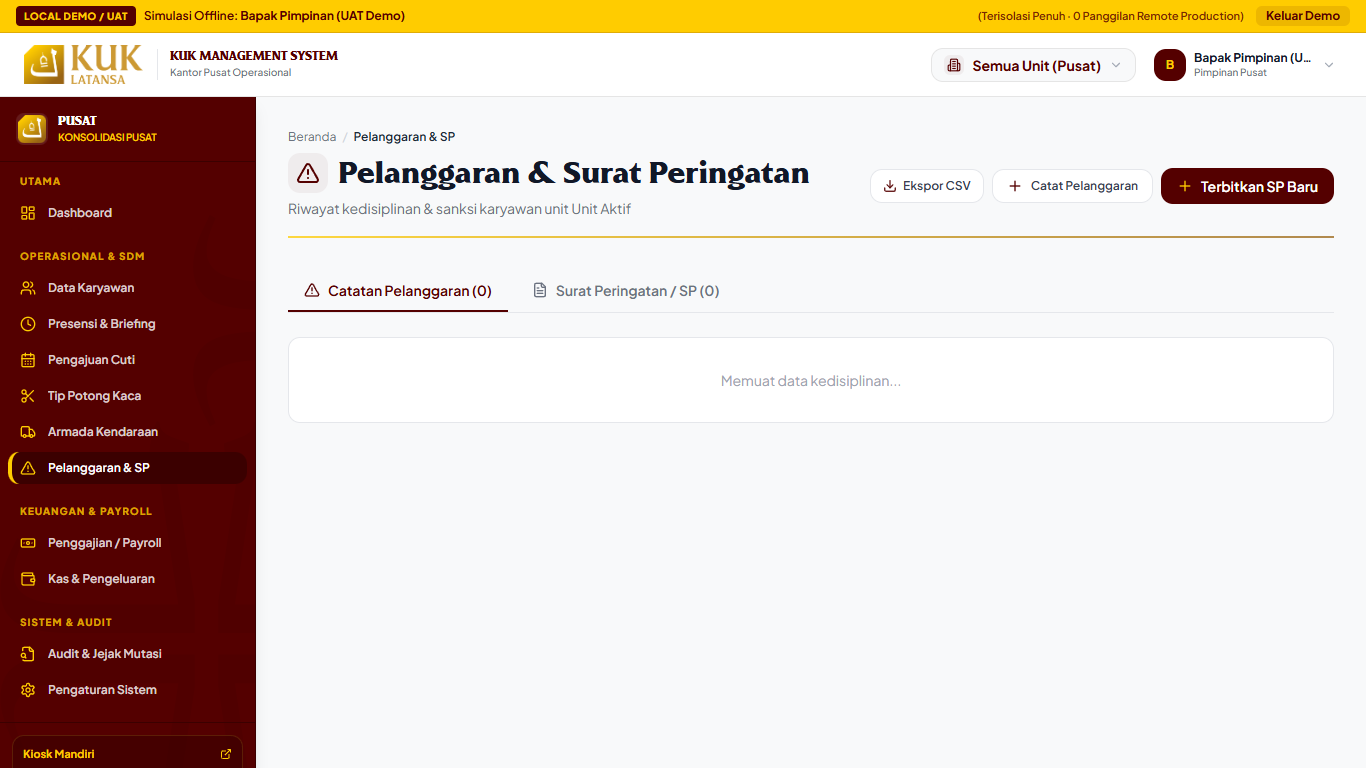 LOCAL DEMO / UAT Simulasi Offline: Bapak Pimpinan (UAT Demo) (Terisolasi Penuh · 0 Panggilan Remote Production) Keluar Demo
KUK LATANSA
KUK MANAGEMENT SYSTEM
Kantor Pusat Operasional
Semua Unit (Pusat)
B
Bapak Pimpinan (U...
Pimpinan Pusat
PUSAT
KONSOLIDASI PUSAT
UTAMA
Dashboard
OPERASIONAL & SDM
Data Karyawan
Presensi & Briefing
Pengajuan Cuti
Tip Potong Kaca
Armada Kendaraan
Pelanggaran & SP
KEUANGAN & PAYROLL
Penggajian / Payroll
Kas & Pengeluaran
SISTEM & AUDIT
Audit & Jejak Mutasi
Pengaturan Sistem
Kiosk Mandiri
Beranda / Pelanggaran & SP
Pelanggaran & Surat Peringatan
Riwayat kedisiplinan & sanksi karyawan unit Unit Aktif
Ekspor CSV
Catat Pelanggaran
Terbitkan SP Baru
Catatan Pelanggaran (0)
Surat Peringatan / SP (0)
Memuat data kedisiplinan...